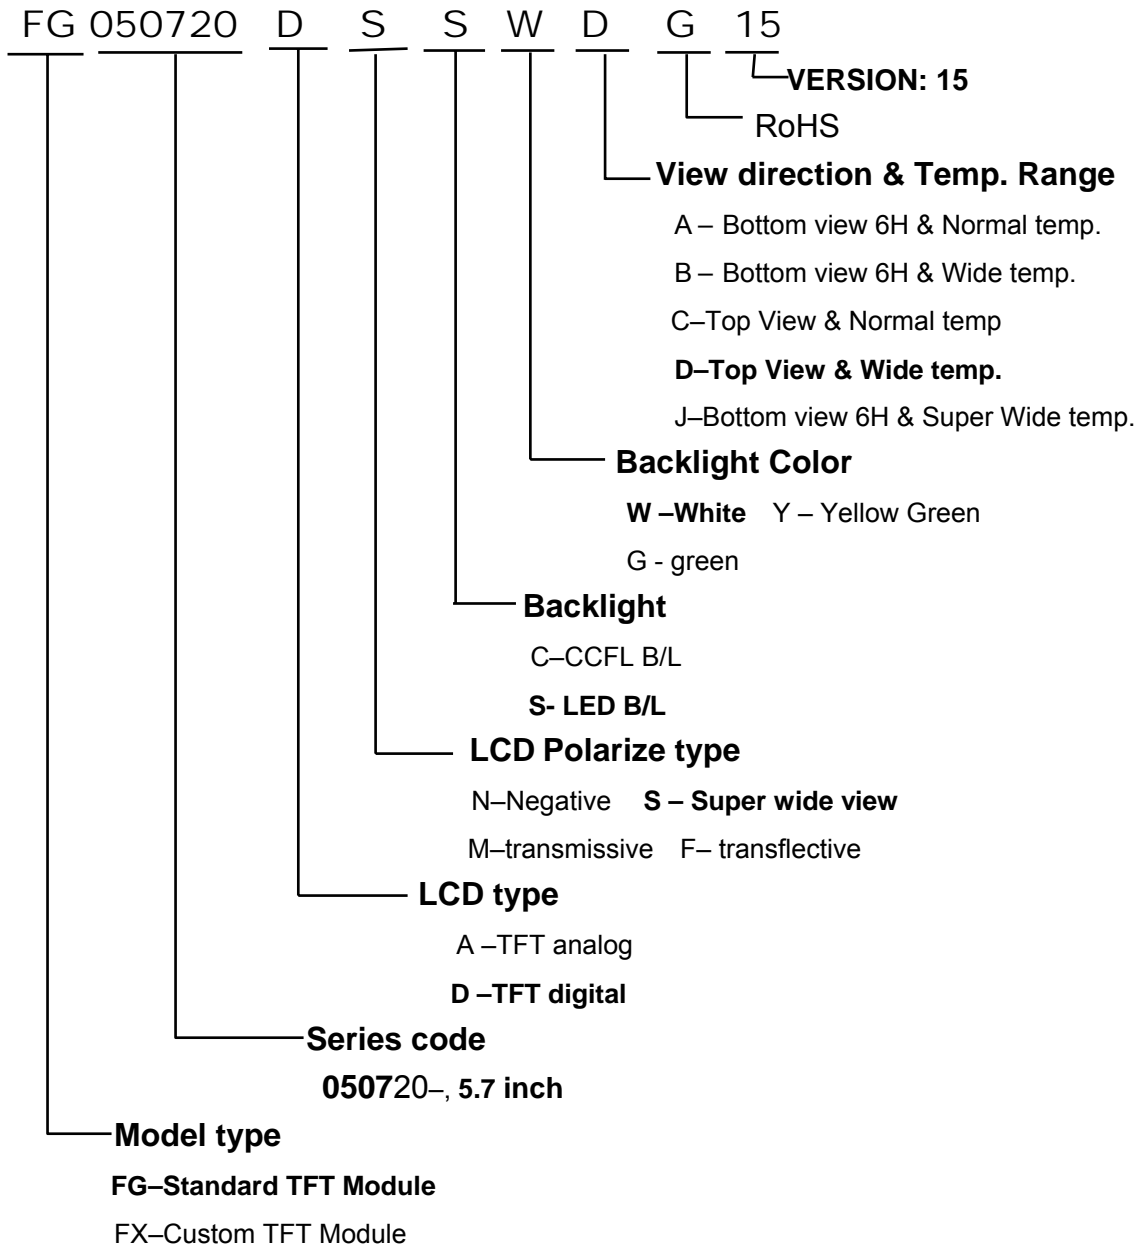 FG 050720 D S S W D G 15
VERSION: 15
RoHS
View direction & Temp. Range
A – Bottom view 6H & Normal temp.
B – Bottom view 6H & Wide temp.
C–Top View & Normal temp
D–Top View & Wide temp.
J–Bottom view 6H & Super Wide temp.
Backlight Color
W –White Y – Yellow Green
G - green
Backlight
C–CCFL B/L
S- LED B/L
LCD Polarize type
N–Negative S – Super wide view
M–transmissive F– transflective
LCD type
A –TFT analog
D –TFT digital
Series code
050720–, 5.7 inch
Model type
FG–Standard TFT Module
FX–Custom TFT Module